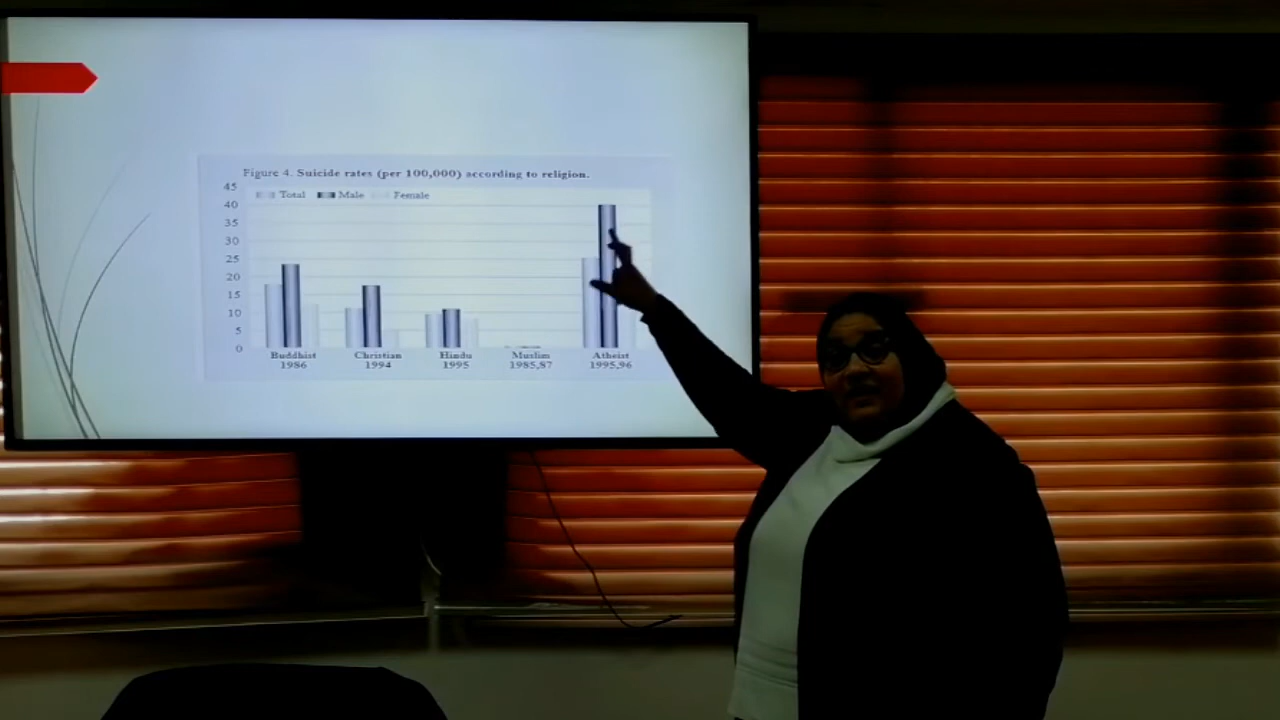 Figure 4. Suicide rates (per 100,000) according to religion.
45
Total Male Female
40
35
30
25
20
15
10
5
0
Buddhist Christian Hindu Muslim Atheist
1986 1994 1995 1985,87 1995,96